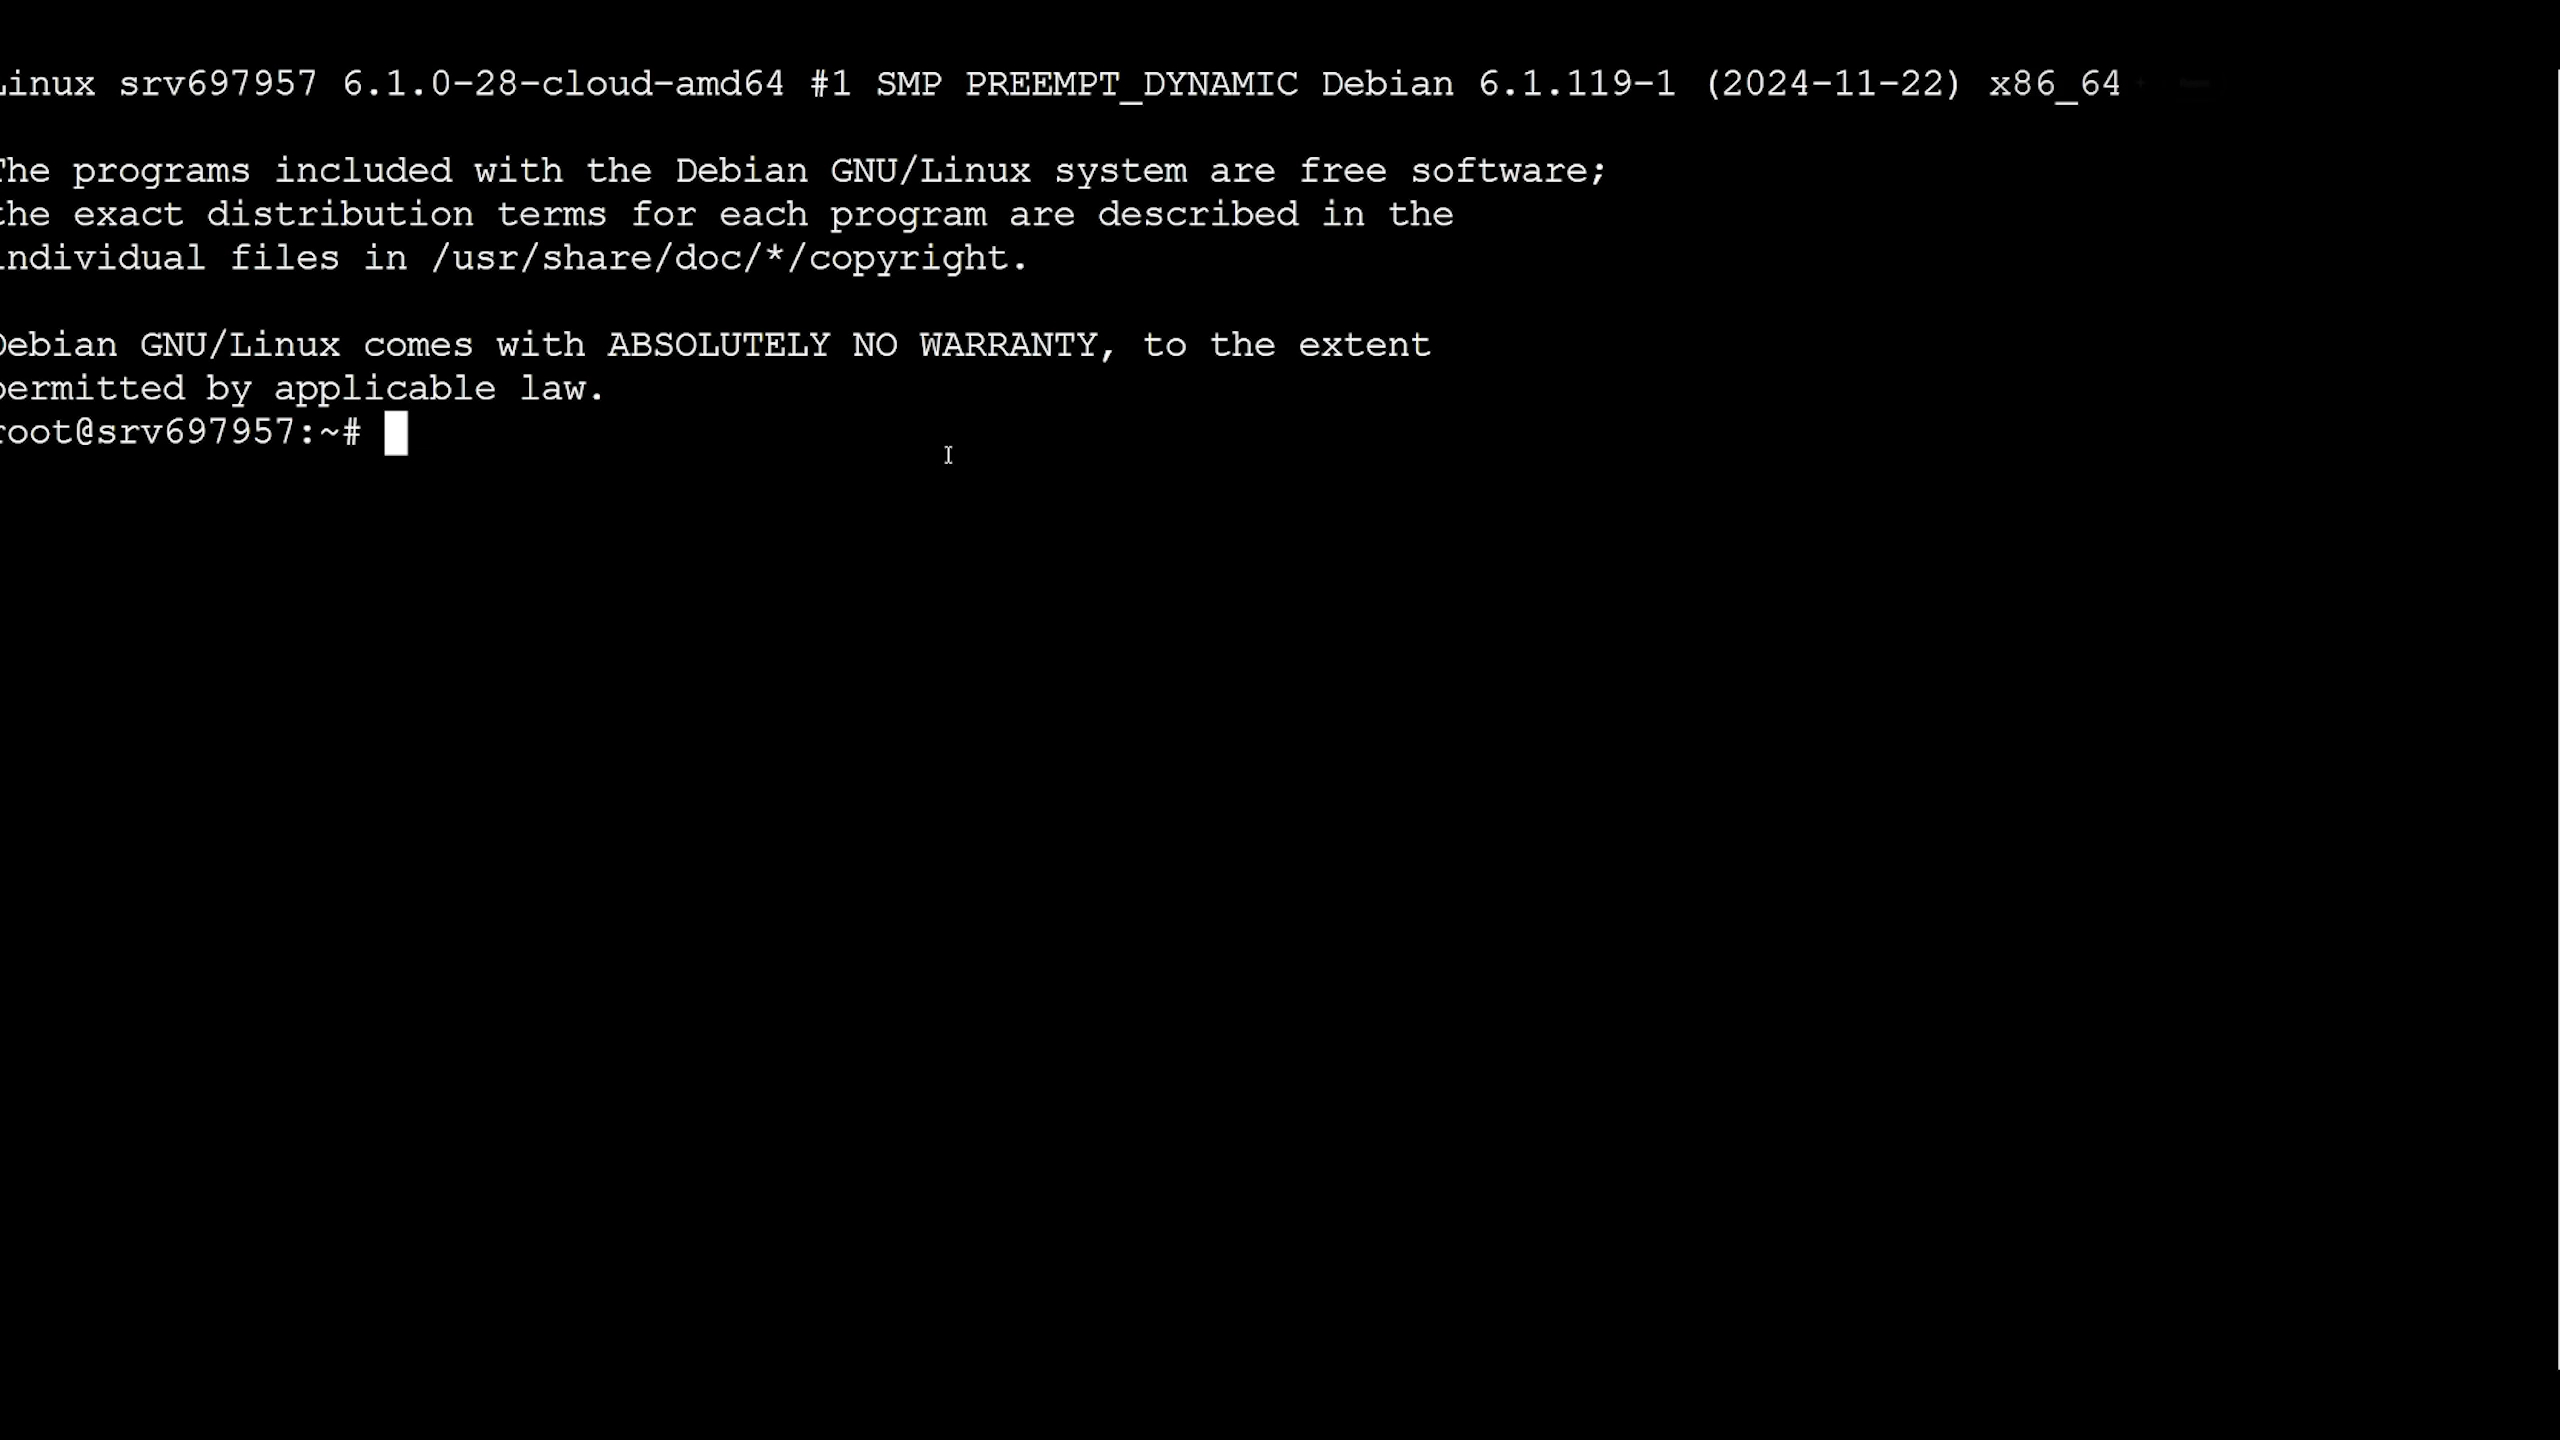 Linux srv697957 6.1.0-28-cloud-amd64 #1 SMP PREEMPT_DYNAMIC Debian 6.1.119-1 (2024-11-22) x86_64
The programs included with the Debian GNU/Linux system are free software;
the exact distribution terms for each program are described in the
individual files in /usr/share/doc/*/copyright.
Debian GNU/Linux comes with ABSOLUTELY NO WARRANTY, to the extent
permitted by applicable law.
root@srv697957:~#